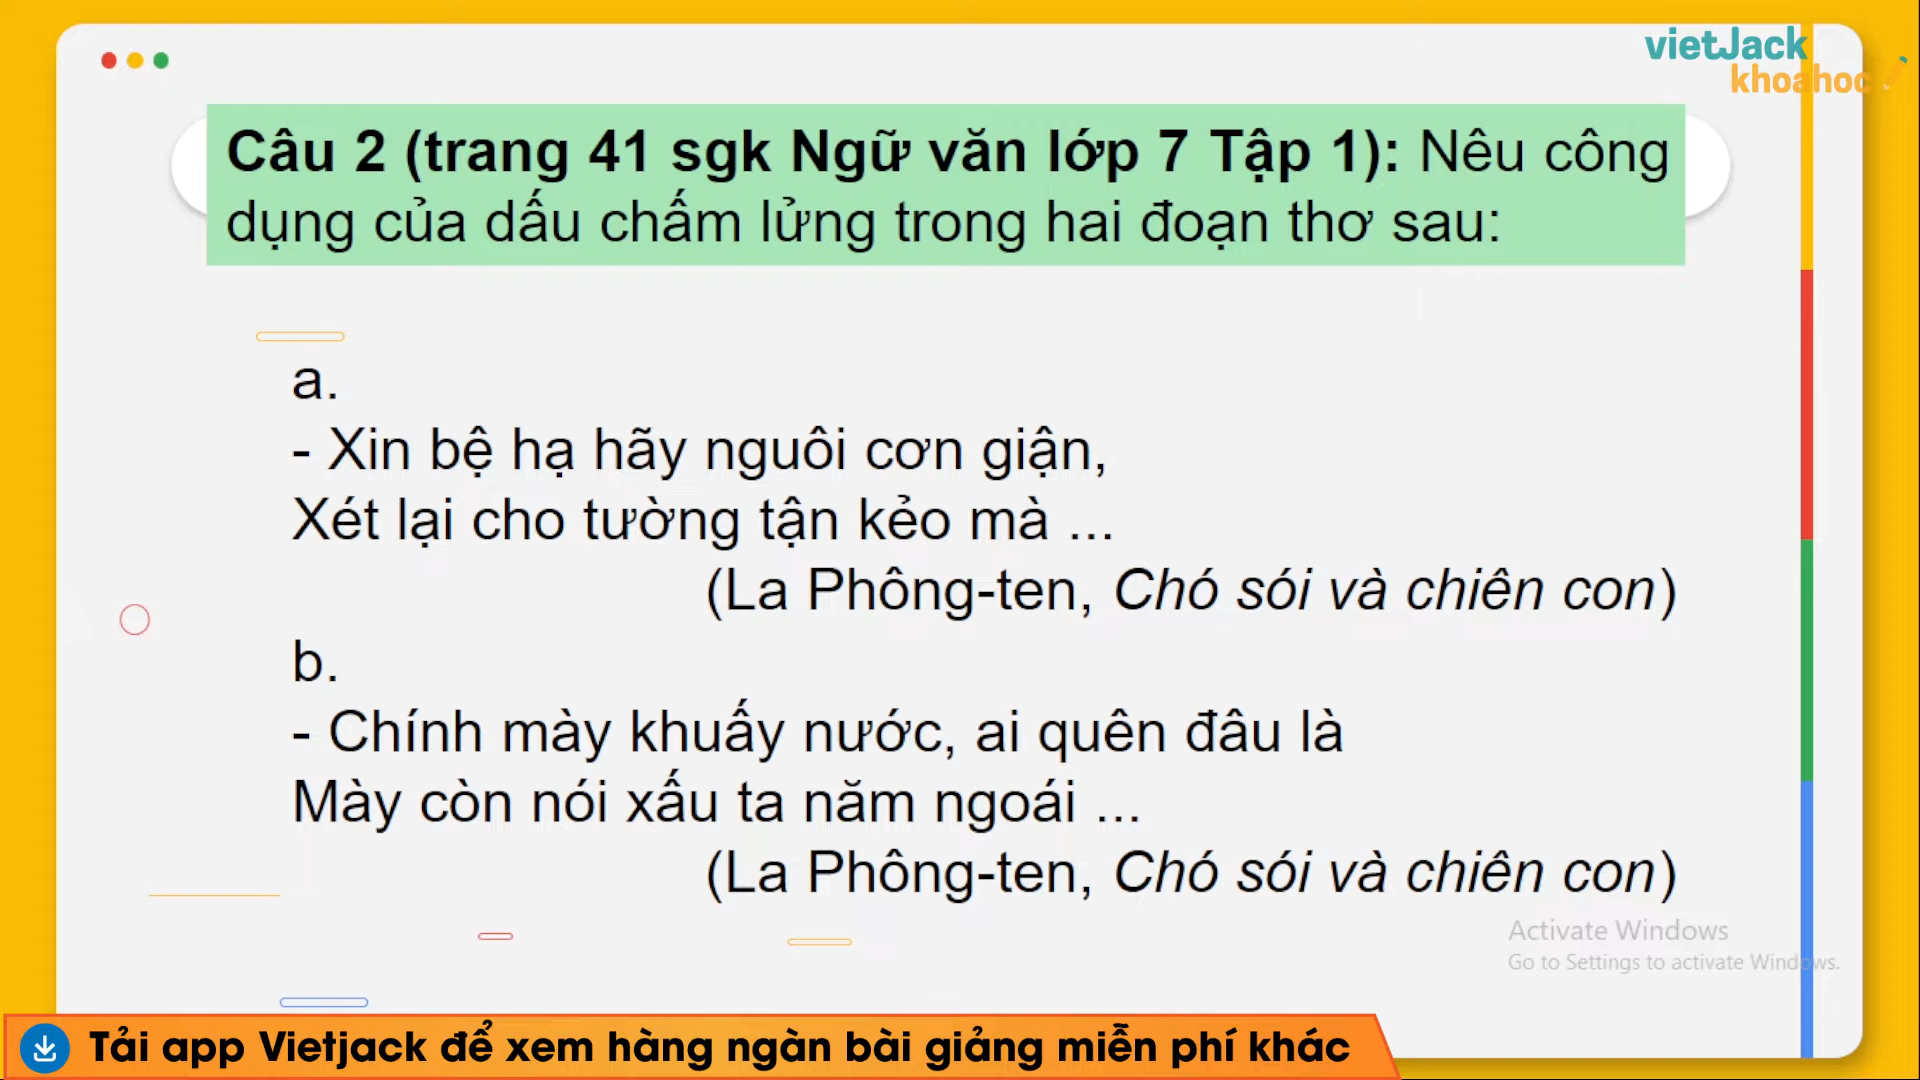 vietJack
khoahoc
Câu 2 (trang 41 sgk Ngữ văn lớp 7 Tập 1): Nêu công
dụng của dấu chấm lửng trong hai đoạn thơ sau:
a.
- Xin bệ hạ hãy nguôi cơn giận,
Xét lại cho tường tận kẻo mà ...
(La Phông-ten, Chó sói và chiên con)
b.
- Chính mày khuấy nước, ai quên đâu là
Mày còn nói xấu ta năm ngoái ...
(La Phông-ten, Chó sói và chiên con)
Activate Windows
Go to Settings to activate Windows.
Tải app Vietjack để xem hàng ngàn bài giảng miễn phí khác